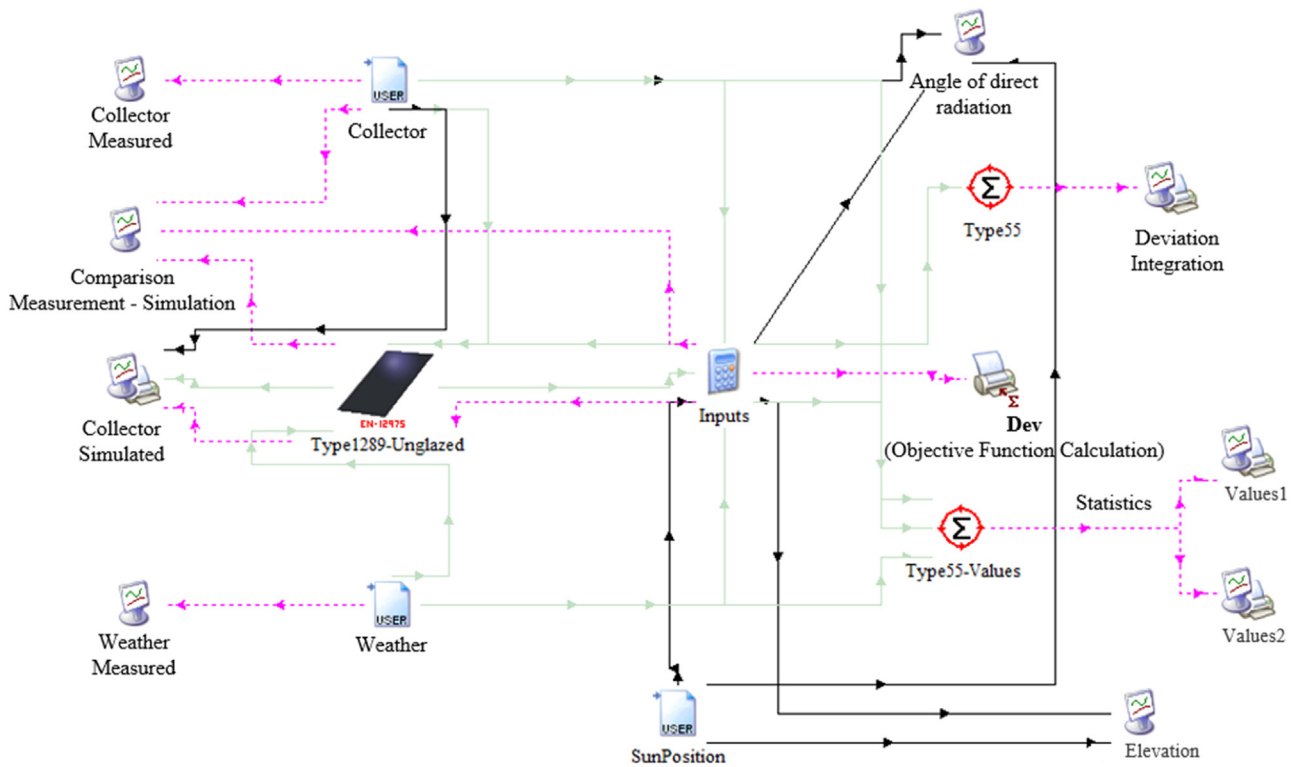 USER
Collector
Measured
Collector
Angle of direct
radiation
Σ
Type55
Deviation
Integration
Comparison
Measurement - Simulation
Collector
Simulated
EN-12975
Type1289-Unglazed
Inputs
Σ
Dev
(Objective Function Calculation)
Σ
Type55-Values
Statistics
Values1
Values2
USER
Weather
Measured
Weather
USER
SunPosition
Elevation